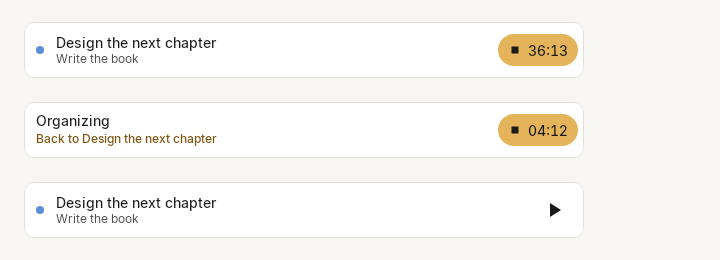 Design the next chapter
Write the book
36:13
Organizing
Back to Design the next chapter
04:12
Design the next chapter
Write the book